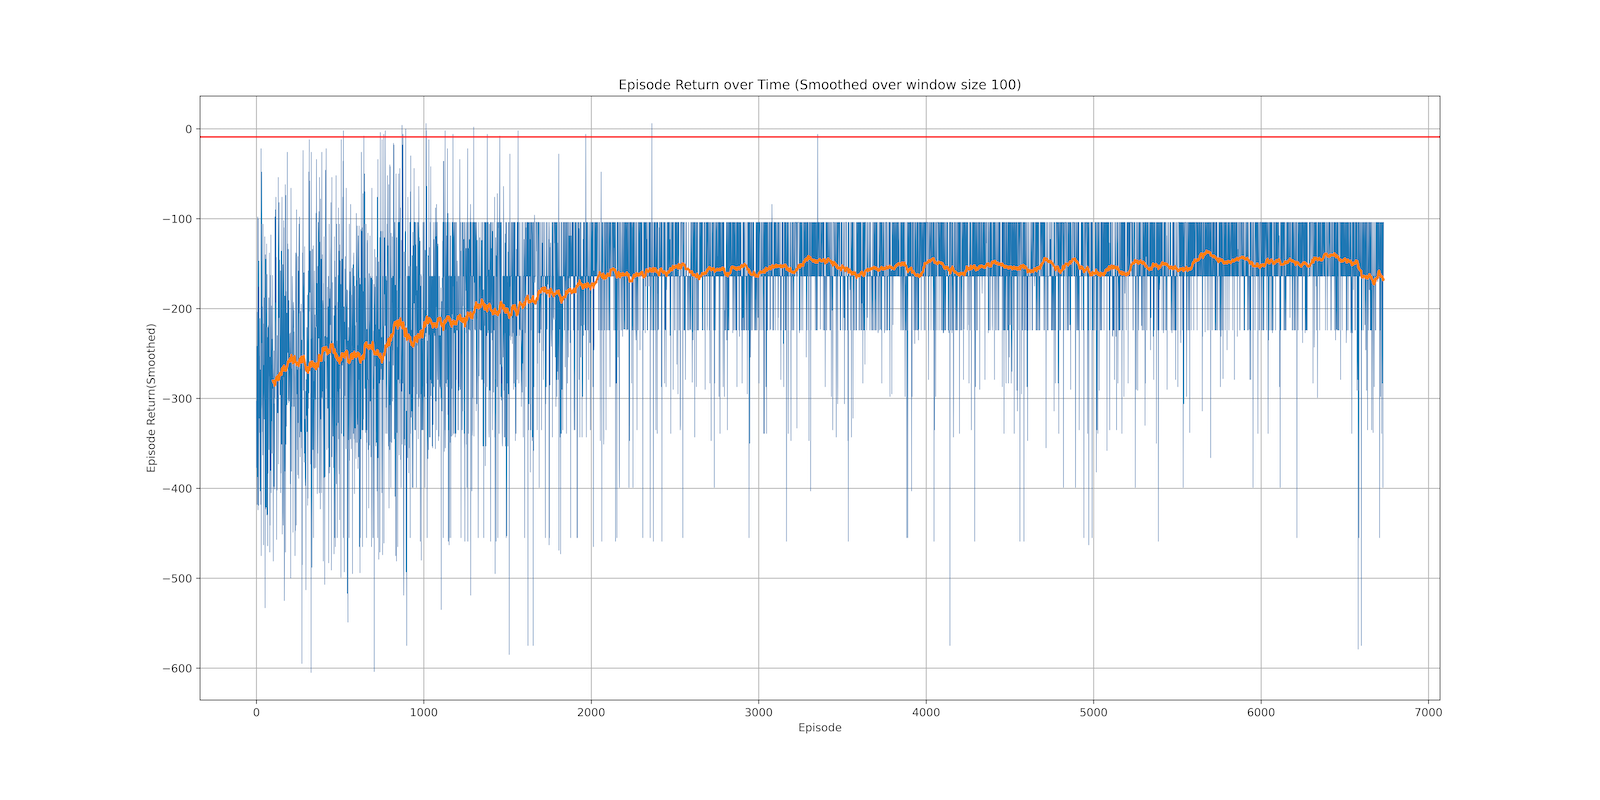 Episode Return over Time (Smoothed over window size 100)
Episode Return(Smoothed)
0
−100
−200
−300
−400
−500
−600
0 1000 2000 3000 4000 5000 6000 7000
Episode